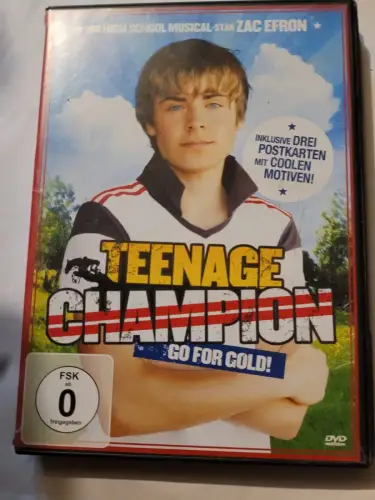 HIGH SCHOOL MUSICAL-STAR ZAC EFRON
INKLUSIVE DREI
POSTKARTEN
MIT COOLEN
MOTIVEN!
TEENAGE
CHAMPION
GO FOR GOLD!
FSK
ab
0
freigegeben
DVD